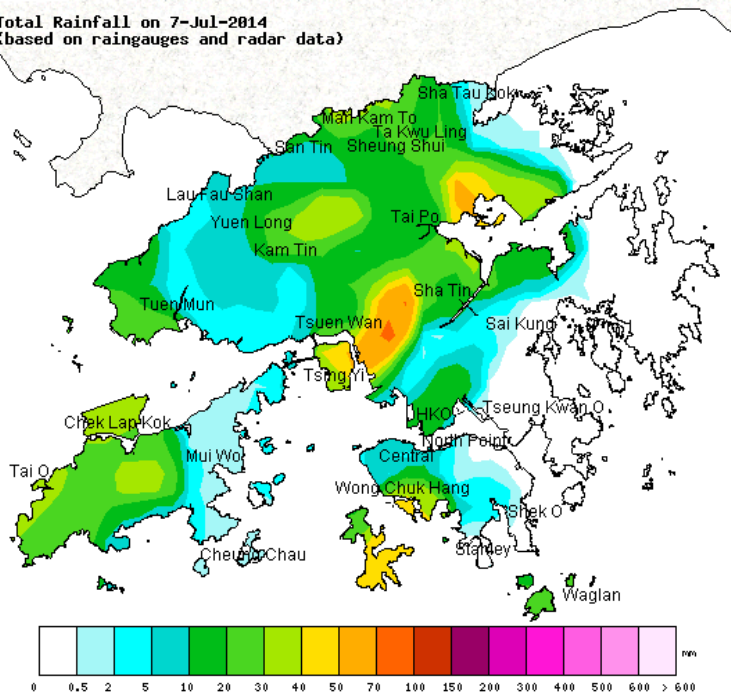 Total Rainfall on 7-Jul-2014
(based on raingauges and radar data)
Sha Tau Kok
Man Kam To
Ta Kwu Ling
San Tin
Sheung Shui
Lau Fau Shan
Yuen Long
Tai Po
Kam Tin
Sha Tin
Tuen Mun
Tsuen Wan
Sai Kung
Tsing Yi
Tseung Kwan O
HKO
Chek Lap Kok
North Point
Mui Wo
Central
Tai O
Wong Chuk Hang
Shek O
Stanley
Cheung Chau
Waglan
mm
0 0.5 2 5 10 20 30 40 50 70 100 150 200 300 400 500 600 > 600